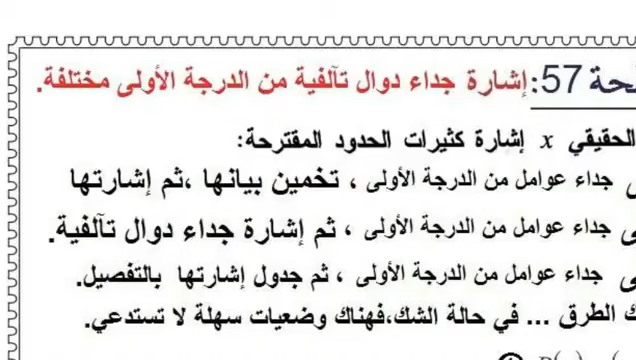 حة 57: إشارة جداء دوال تآلفية من الدرجة الأولى مختلفة.
الحقيقي x إشارة كثيرات الحدود المقترحة:
جداء عوامل من الدرجة الأولى ، تخمين بيانها ،ثم إشارتها
جداء عوامل من الدرجة الأولى ، ثم إشارة جداء دوال تآلفية.
جداء عوامل من الدرجة الأولى ، ثم جدول إشارتها بالتفصيل.
ك الطرق ... في حالة الشك،فهناك وضعيات سهلة لا تستدعي.